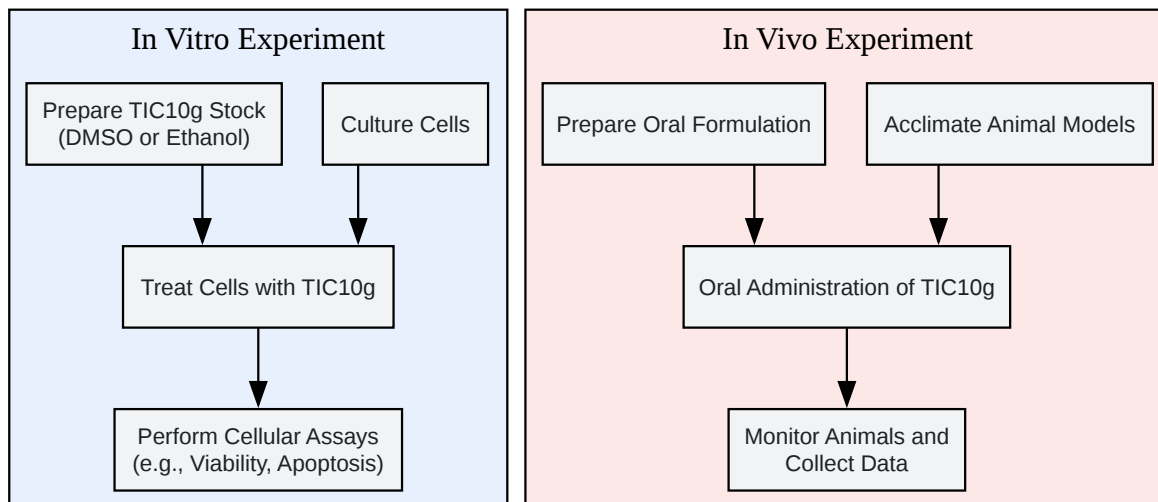 In Vitro Experiment
Prepare TIC10g Stock
(DMSO or Ethanol)
Culture Cells
Treat Cells with TIC10g
Perform Cellular Assays
(e.g., Viability, Apoptosis)
In Vivo Experiment
Prepare Oral Formulation
Acclimate Animal Models
Oral Administration of TIC10g
Monitor Animals and
Collect Data